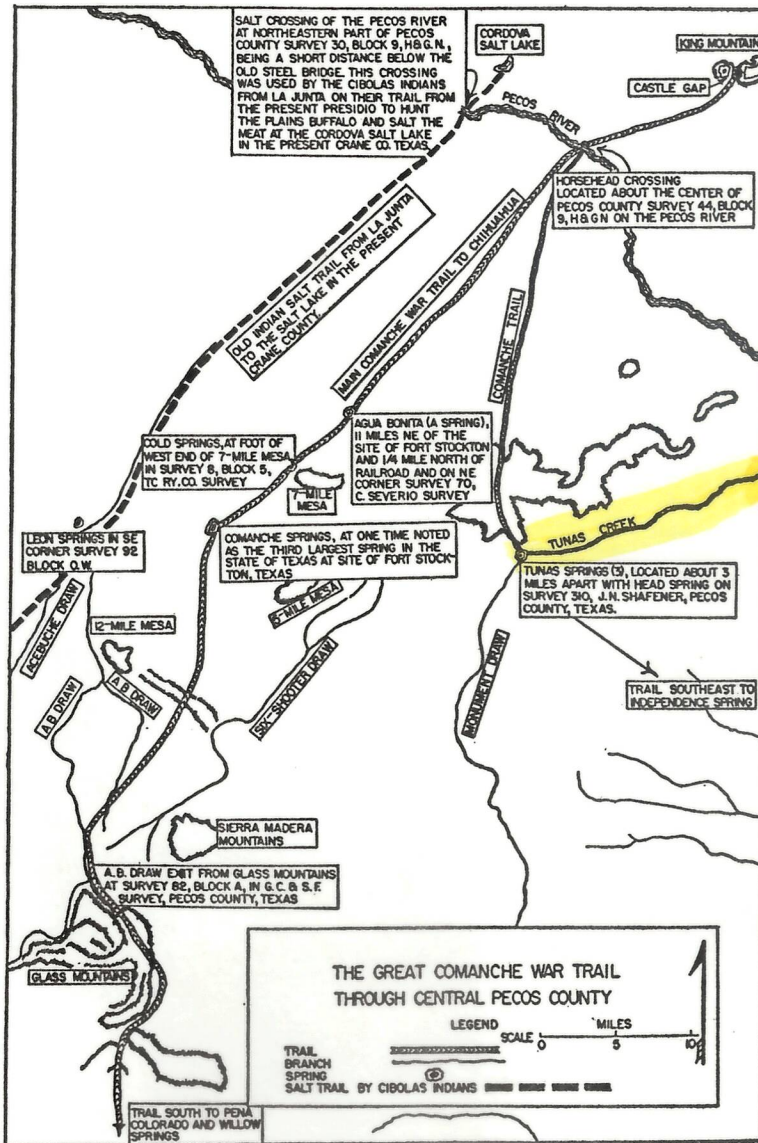 SALT CROSSING OF THE PECOS RIVER
AT NORTHEASTERN PART OF PECOS
COUNTY SURVEY 30, BLOCK 9, H&G.N.,
BEING A SHORT DISTANCE BELOW THE
OLD STEEL BRIDGE. THIS CROSSING
WAS USED BY THE CIBOLAS INDIANS
FROM LA JUNTA ON THEIR TRAIL FROM
THE PRESENT PRESIDIO TO HUNT
THE PLAINS BUFFALO AND SALT THE
MEAT AT THE CORDOVA SALT LAKE
IN THE PRESENT CRANE CO. TEXAS.
CORDOVA
SALT LAKE
KING MOUNTAIN
CASTLE GAP
PECOS RIVER
HORSEHEAD CROSSING
LOCATED ABOUT THE CENTER OF
PECOS COUNTY SURVEY 44, BLOCK
9, H&GN ON THE PECOS RIVER
OLD INDIAN SALT TRAIL FROM LA JUNTA
TO THE SALT LAKE IN THE PRESENT
CRANE COUNTY.
MAIN COMANCHE WAR TRAIL TO CHIHUAHUA
COMANCHE TRAIL
AGUA BONITA (A SPRING),
11 MILES NE OF THE
SITE OF FORT STOCKTON
AND 1/4 MILE NORTH OF
RAILROAD AND ON NE
CORNER SURVEY 70,
C. SEVERIO SURVEY
COLD SPRINGS, AT FOOT OF
WEST END OF 7-MILE MESA,
IN SURVEY 8, BLOCK 5,
TC RY. CO. SURVEY
7-MILE
MESA
LEON SPRINGS IN SE
CORNER SURVEY 92
BLOCK O.W.
COMANCHE SPRINGS, AT ONE TIME NOTED
AS THE THIRD LARGEST SPRING IN THE
STATE OF TEXAS AT SITE OF FORT STOCK-
TON, TEXAS
TUNAS CREEK
TUNAS SPRINGS (3), LOCATED ABOUT 3
MILES APART WITH HEAD SPRING ON
SURVEY 310, J.N. SHAFENER, PECOS
COUNTY, TEXAS.
ACEBUCHE DRAW
12-MILE MESA
A.B. DRAW
A.B. DRAW
MESA
SIX-SHOOTER DRAW
MONUMENT DRAW
TRAIL SOUTHEAST TO
INDEPENDENCE SPRING
SIERRA MADERA
MOUNTAINS
A.B. DRAW EXIT FROM GLASS MOUNTAINS
AT SURVEY 82, BLOCK A, IN G.C. & S.F.
SURVEY, PECOS COUNTY, TEXAS
GLASS MOUNTAINS
THE GREAT COMANCHE WAR TRAIL
THROUGH CENTRAL PECOS COUNTY
LEGEND
SCALE 0 5 10 MILES
TRAIL
BRANCH
SPRING
SALT TRAIL BY CIBOLAS INDIANS
TRAIL SOUTH TO PENA
COLORADO AND WILLOW
SPRINGS